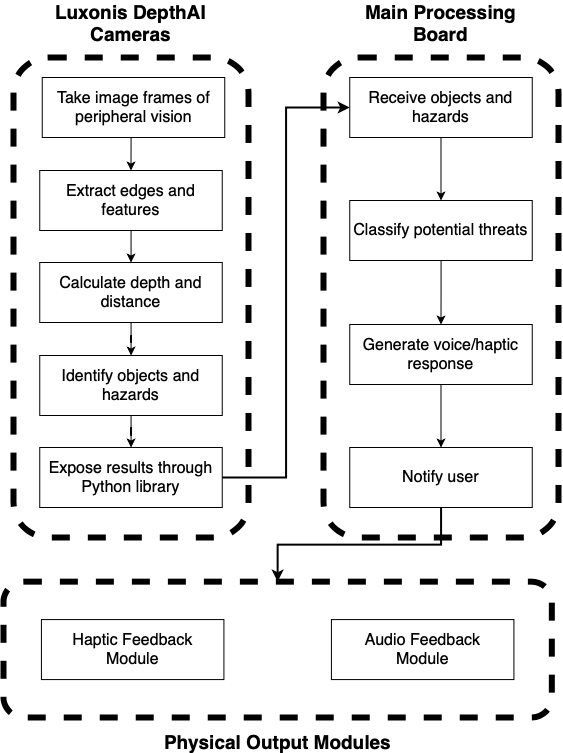 Luxonis DepthAI
Cameras
Take image frames of
peripheral vision
Extract edges and
features
Calculate depth and
distance
Identify objects and
hazards
Expose results through
Python library
Main Processing
Board
Receive objects and
hazards
Classify potential threats
Generate voice/haptic
response
Notify user
Haptic Feedback
Module
Audio Feedback
Module
Physical Output Modules